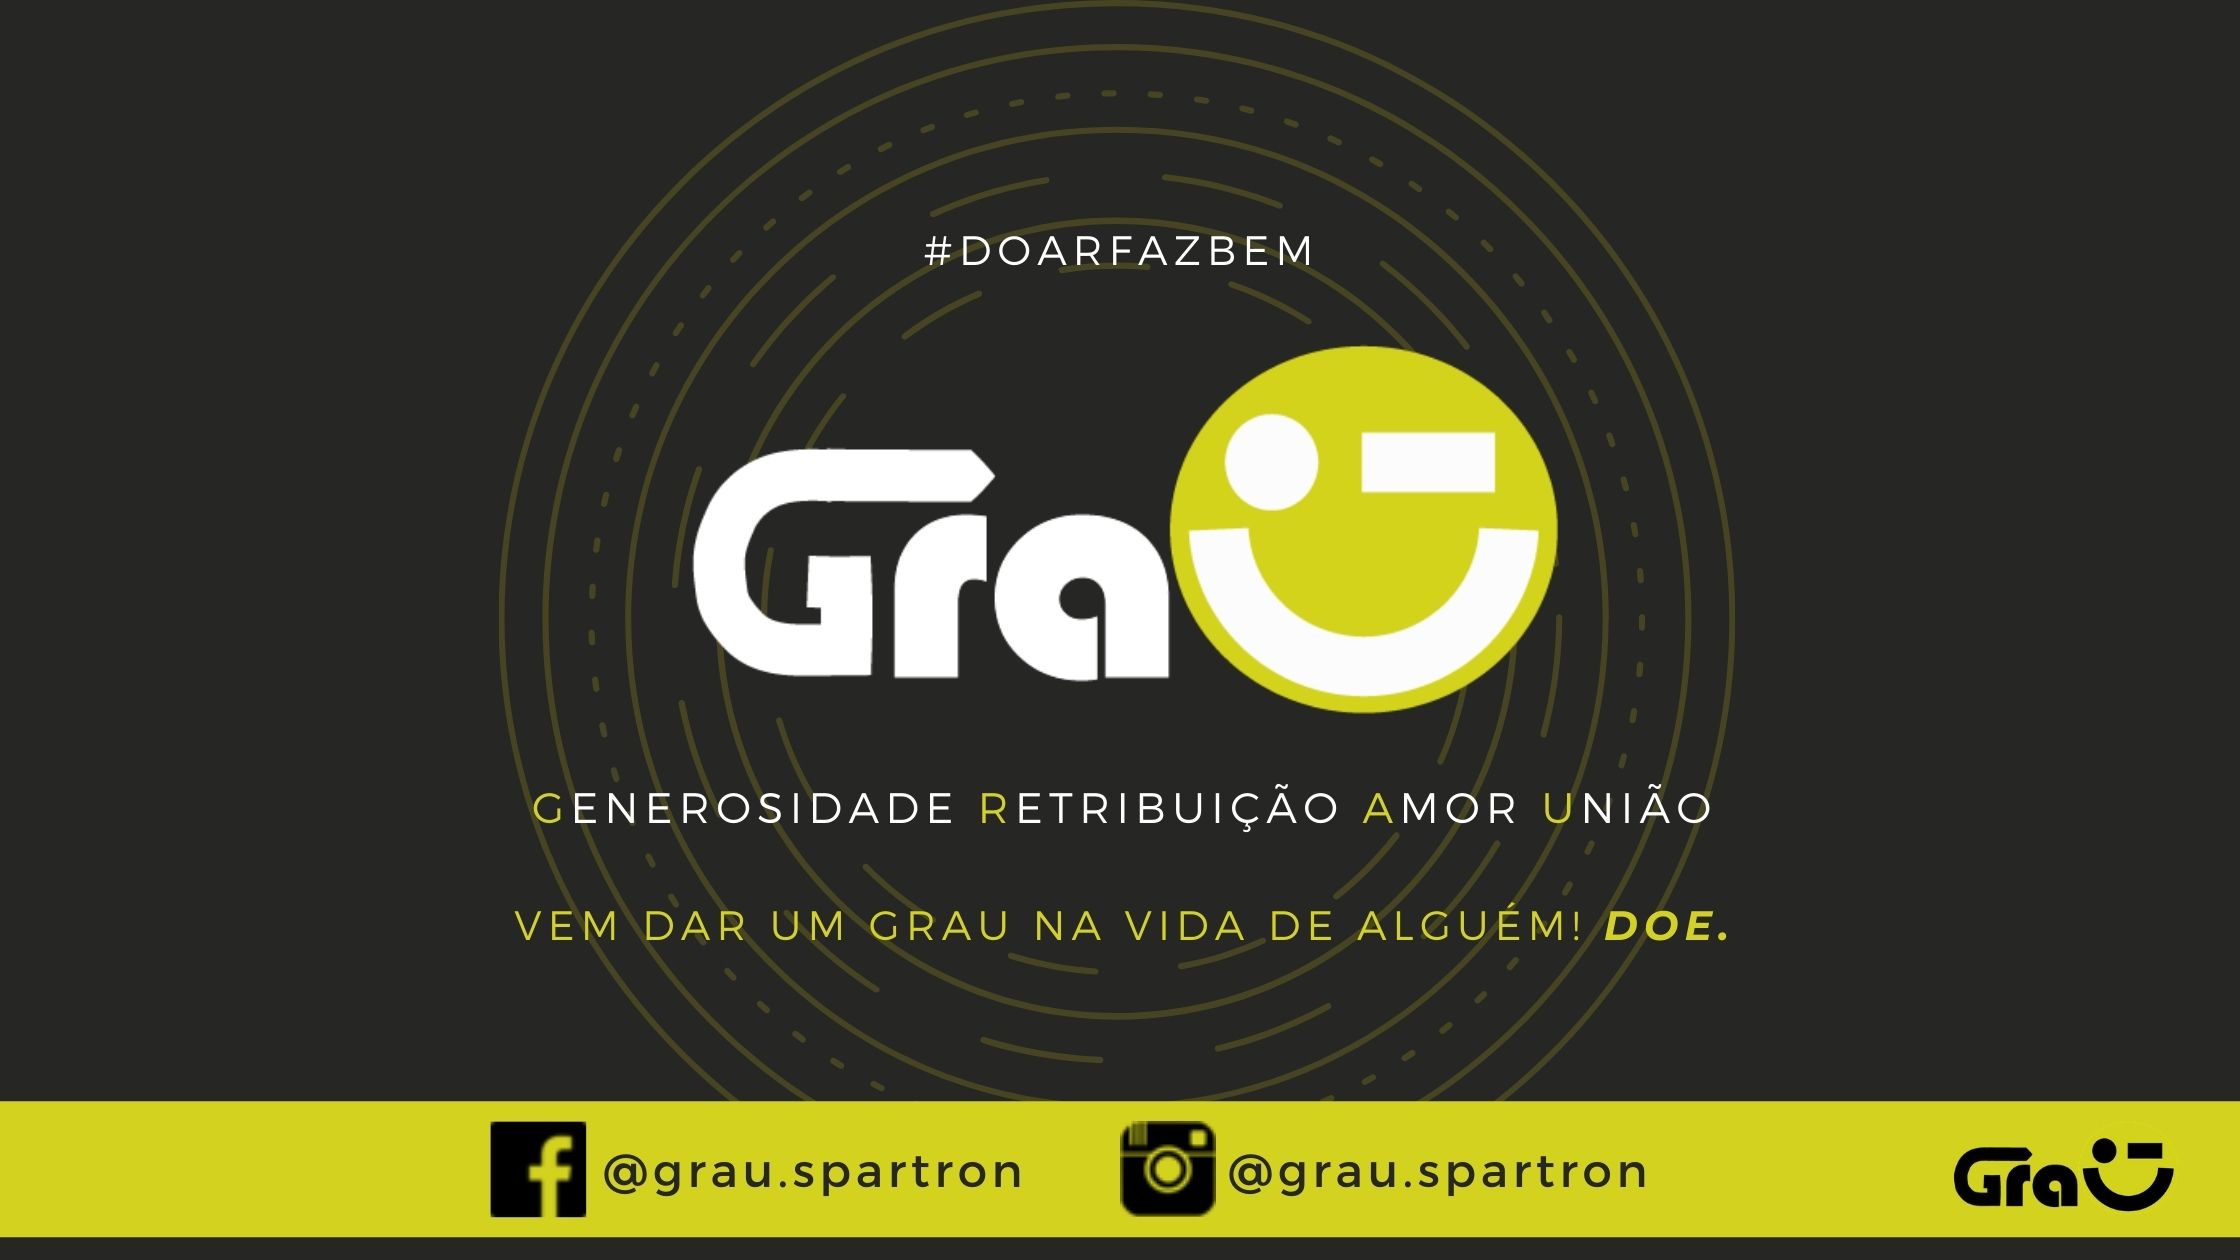 #DOARFAZBEM
Grau
GENEROSIDADE RETRIBUIÇÃO AMOR UNIÃO
VEM DAR UM GRAU NA VIDA DE ALGUÉM! DOE.
@grau.spartron @grau.spartron Grau